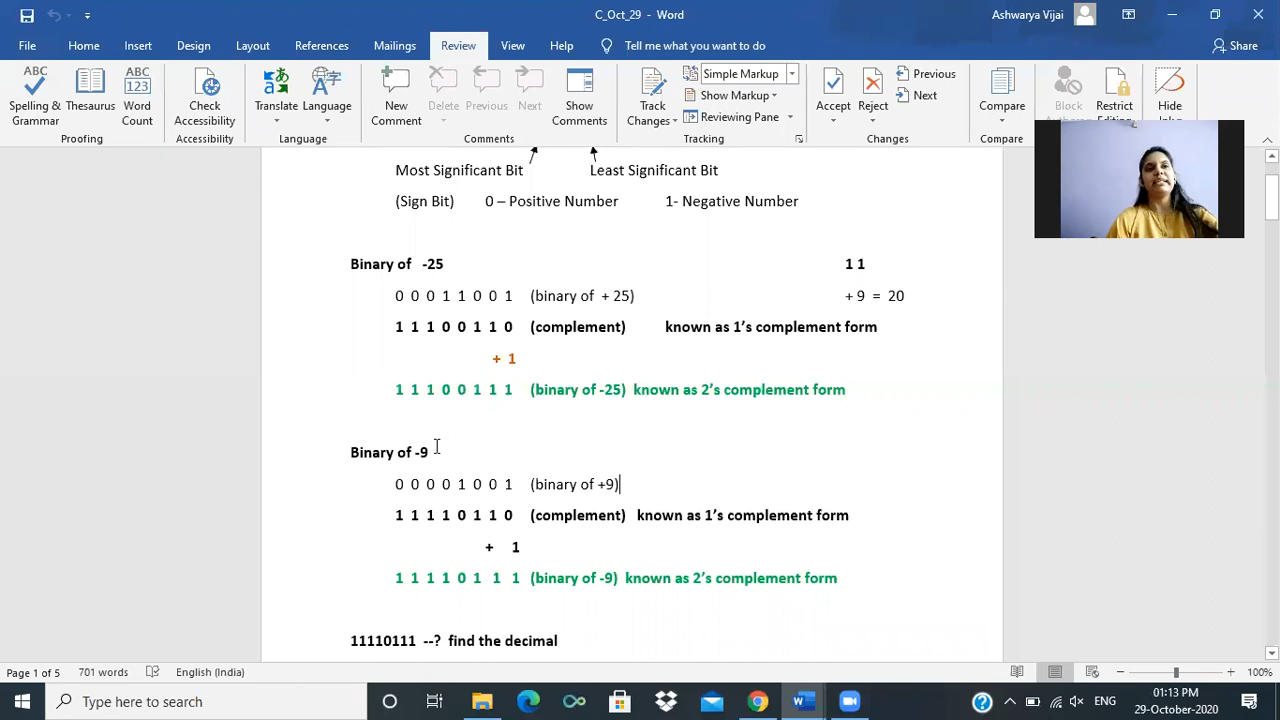 C_Oct_29 - Word
Ashwarya Vijai
File Home Insert Draw Design Layout References Mailings Review View Help Tell me what you want to do Share
ABC Spelling & Grammar
Thesaurus
ABC 123 Word Count
Proofing
Check Accessibility
Accessibility
Translate
Language
Language
New Comment
Delete
Previous
Next
Show Comments
Comments
Track Changes
Simple Markup
Show Markup
Reviewing Pane
Tracking
Accept
Reject
Previous
Next
Changes
Compare
Compare
Block
Restrict Editing
Hide
Most Significant Bit Least Significant Bit
(Sign Bit) 0 – Positive Number 1- Negative Number
Binary of -25 1 1
0 0 0 1 1 0 0 1 (binary of + 25) + 9 = 20
1 1 1 0 0 1 1 0 (complement) known as 1’s complement form
+ 1
1 1 1 0 0 1 1 1 (binary of -25) known as 2’s complement form
Binary of -9
0 0 0 0 1 0 0 1 (binary of +9)
1 1 1 1 0 1 1 0 (complement) known as 1’s complement form
+ 1
1 1 1 1 0 1 1 1 (binary of -9) known as 2’s complement form
11110111 --? find the decimal
Page 1 of 5 701 words English (India) 100%
Type here to search
ENG
01:13 PM
29-October-2020